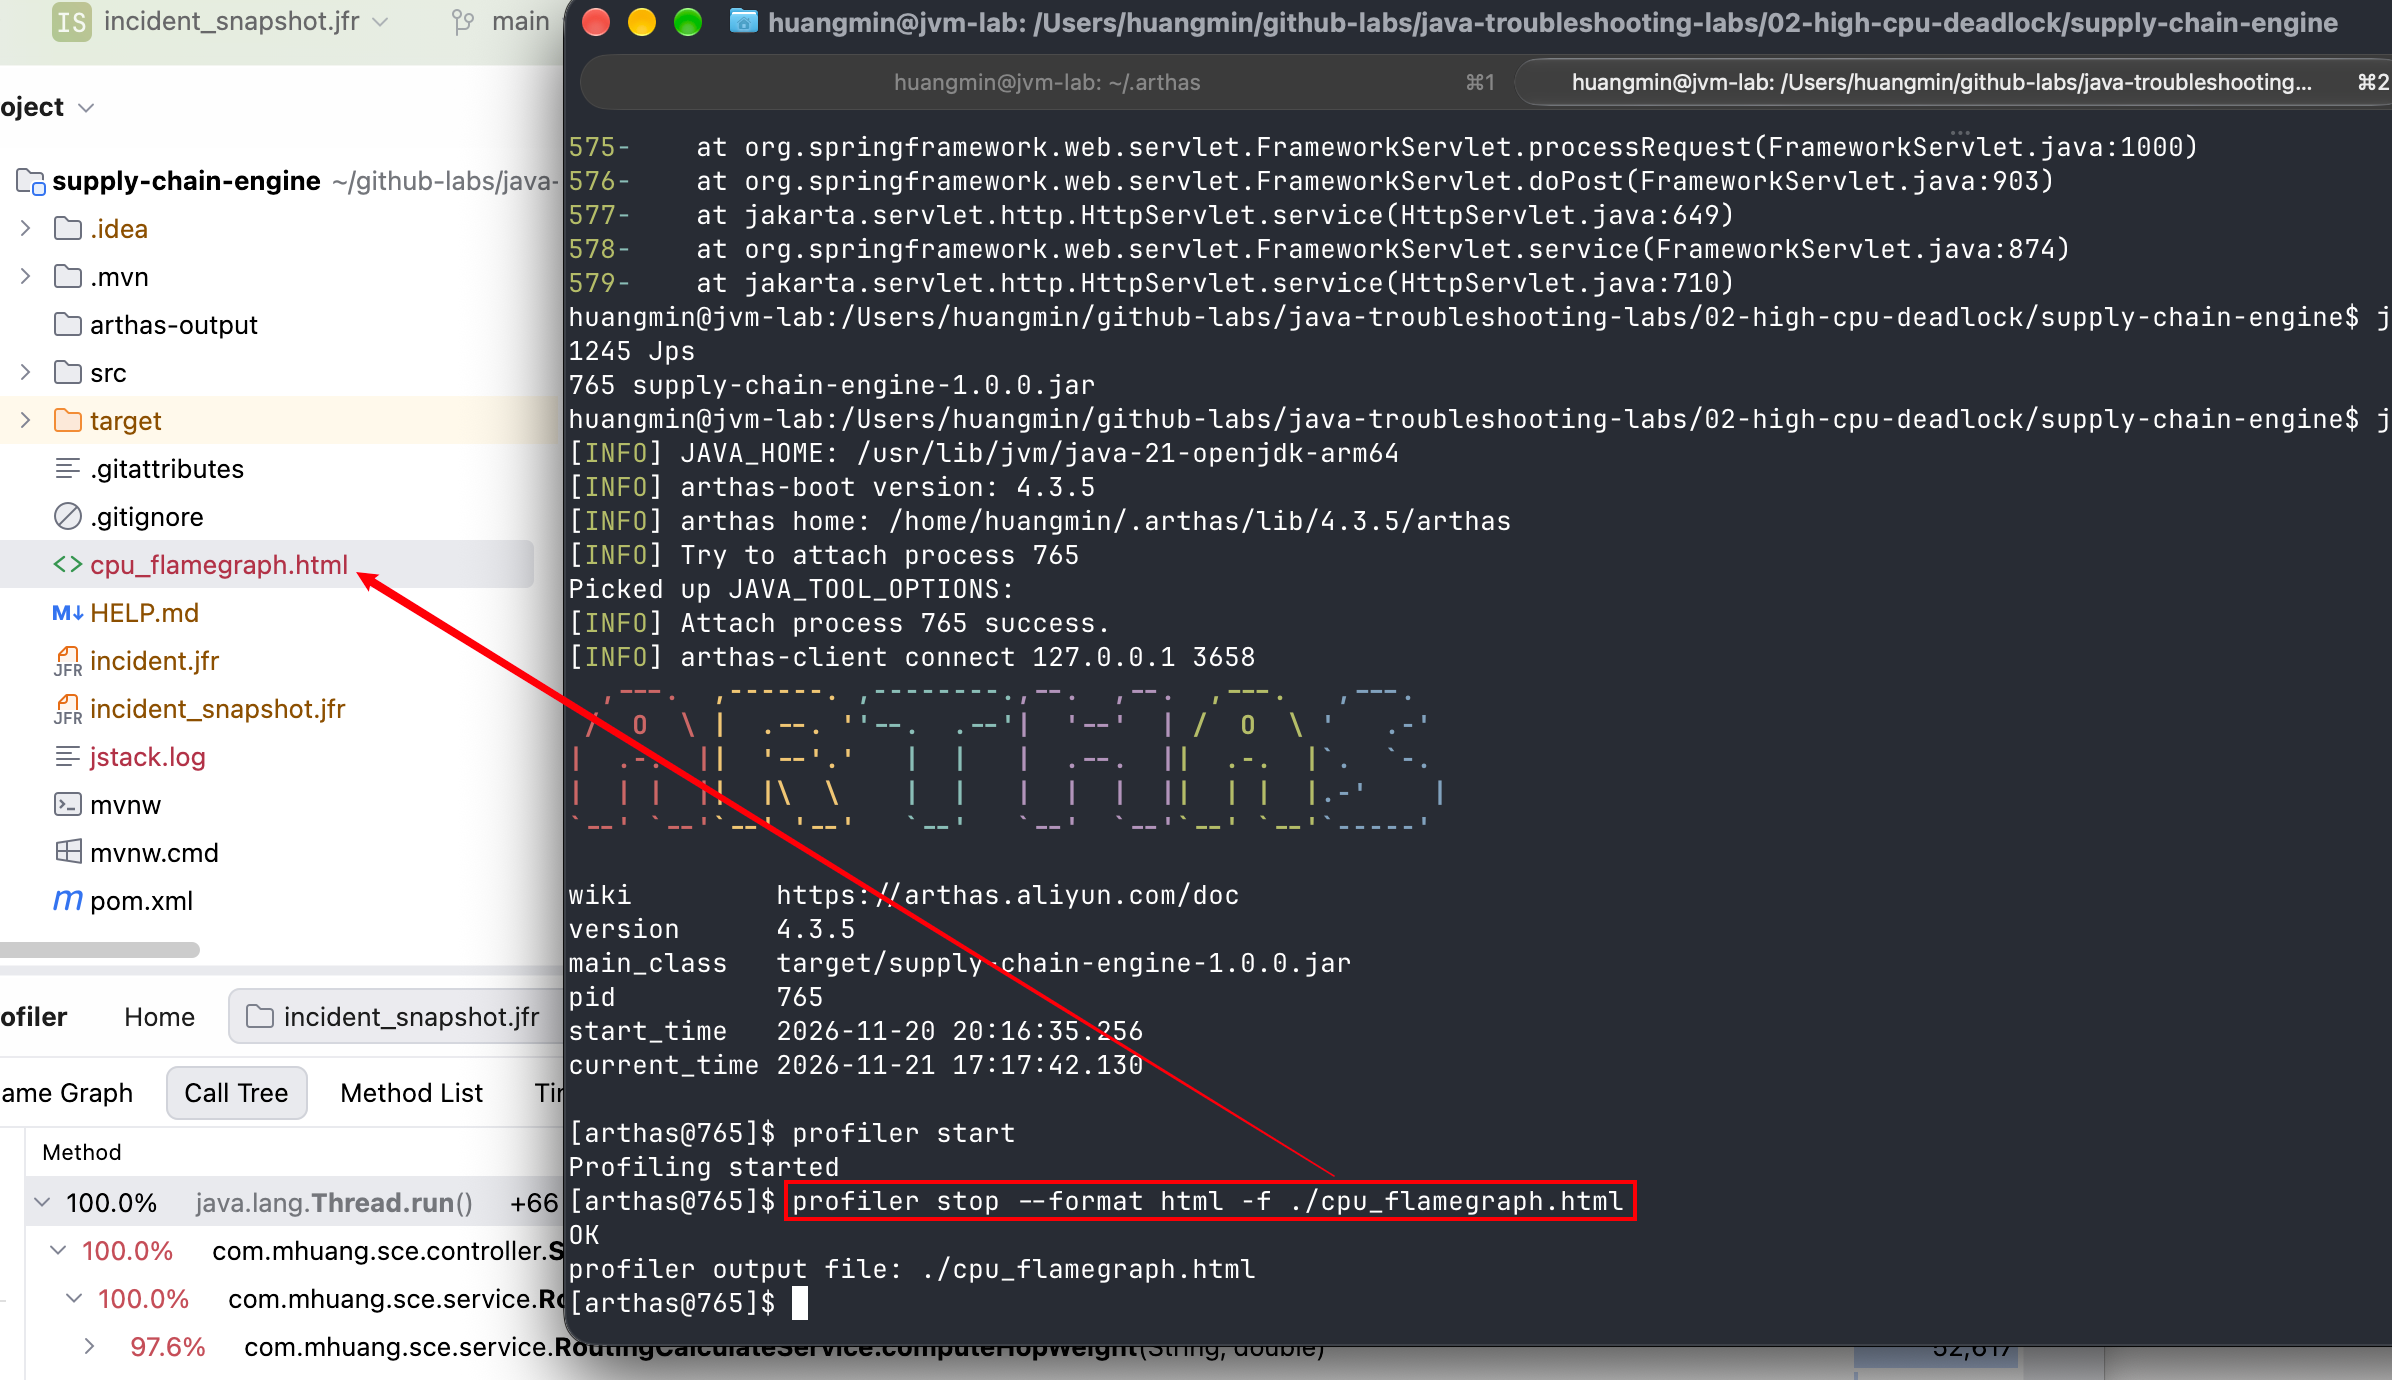 IS incident_snapshot.jfr main
oject
supply-chain-engine ~/github-labs/java-
.idea
.mvn
arthas-output
src
target
.gitattributes
.gitignore
<> cpu_flamegraph.html
M↓ HELP.md
JFR incident.jfr
JFR incident_snapshot.jfr
jstack.log
mvnw
mvnw.cmd
m pom.xml
ofiler Home incident_snapshot.jfr
ame Graph Call Tree Method List
Method
100.0% java.lang.Thread.run() +66
100.0% com.mhuang.sce.controller.S
100.0% com.mhuang.sce.service.Ro
97.6% com.mhuang.sce.service.RoutingCalculateService.computeHopWeight(String, double) 52,617
huangmin@jvm-lab: /Users/huangmin/github-labs/java-troubleshooting-labs/02-high-cpu-deadlock/supply-chain-engine
huangmin@jvm-lab: ~/.arthas ⌘1 huangmin@jvm-lab: /Users/huangmin/github-labs/java-troubleshooting... ⌘2
575- at org.springframework.web.servlet.FrameworkServlet.processRequest(FrameworkServlet.java:1000)
576- at org.springframework.web.servlet.FrameworkServlet.doPost(FrameworkServlet.java:903)
577- at jakarta.servlet.http.HttpServlet.service(HttpServlet.java:649)
578- at org.springframework.web.servlet.FrameworkServlet.service(FrameworkServlet.java:874)
579- at jakarta.servlet.http.HttpServlet.service(HttpServlet.java:710)
huangmin@jvm-lab:/Users/huangmin/github-labs/java-troubleshooting-labs/02-high-cpu-deadlock/supply-chain-engine$ j
1245 Jps
765 supply-chain-engine-1.0.0.jar
huangmin@jvm-lab:/Users/huangmin/github-labs/java-troubleshooting-labs/02-high-cpu-deadlock/supply-chain-engine$ j
[INFO] JAVA_HOME: /usr/lib/jvm/java-21-openjdk-arm64
[INFO] arthas-boot version: 4.3.5
[INFO] arthas home: /home/huangmin/.arthas/lib/4.3.5/arthas
[INFO] Try to attach process 765
Picked up JAVA_TOOL_OPTIONS:
[INFO] Attach process 765 success.
[INFO] arthas-client connect 127.0.0.1 3658
ARTHAS
wiki https://arthas.aliyun.com/doc
version 4.3.5
main_class target/supply-chain-engine-1.0.0.jar
pid 765
start_time 2026-11-20 20:16:35.256
current_time 2026-11-21 17:17:42.130
[arthas@765]$ profiler start
Profiling started
[arthas@765]$ profiler stop --format html -f ./cpu_flamegraph.html
OK
profiler output file: ./cpu_flamegraph.html
[arthas@765]$